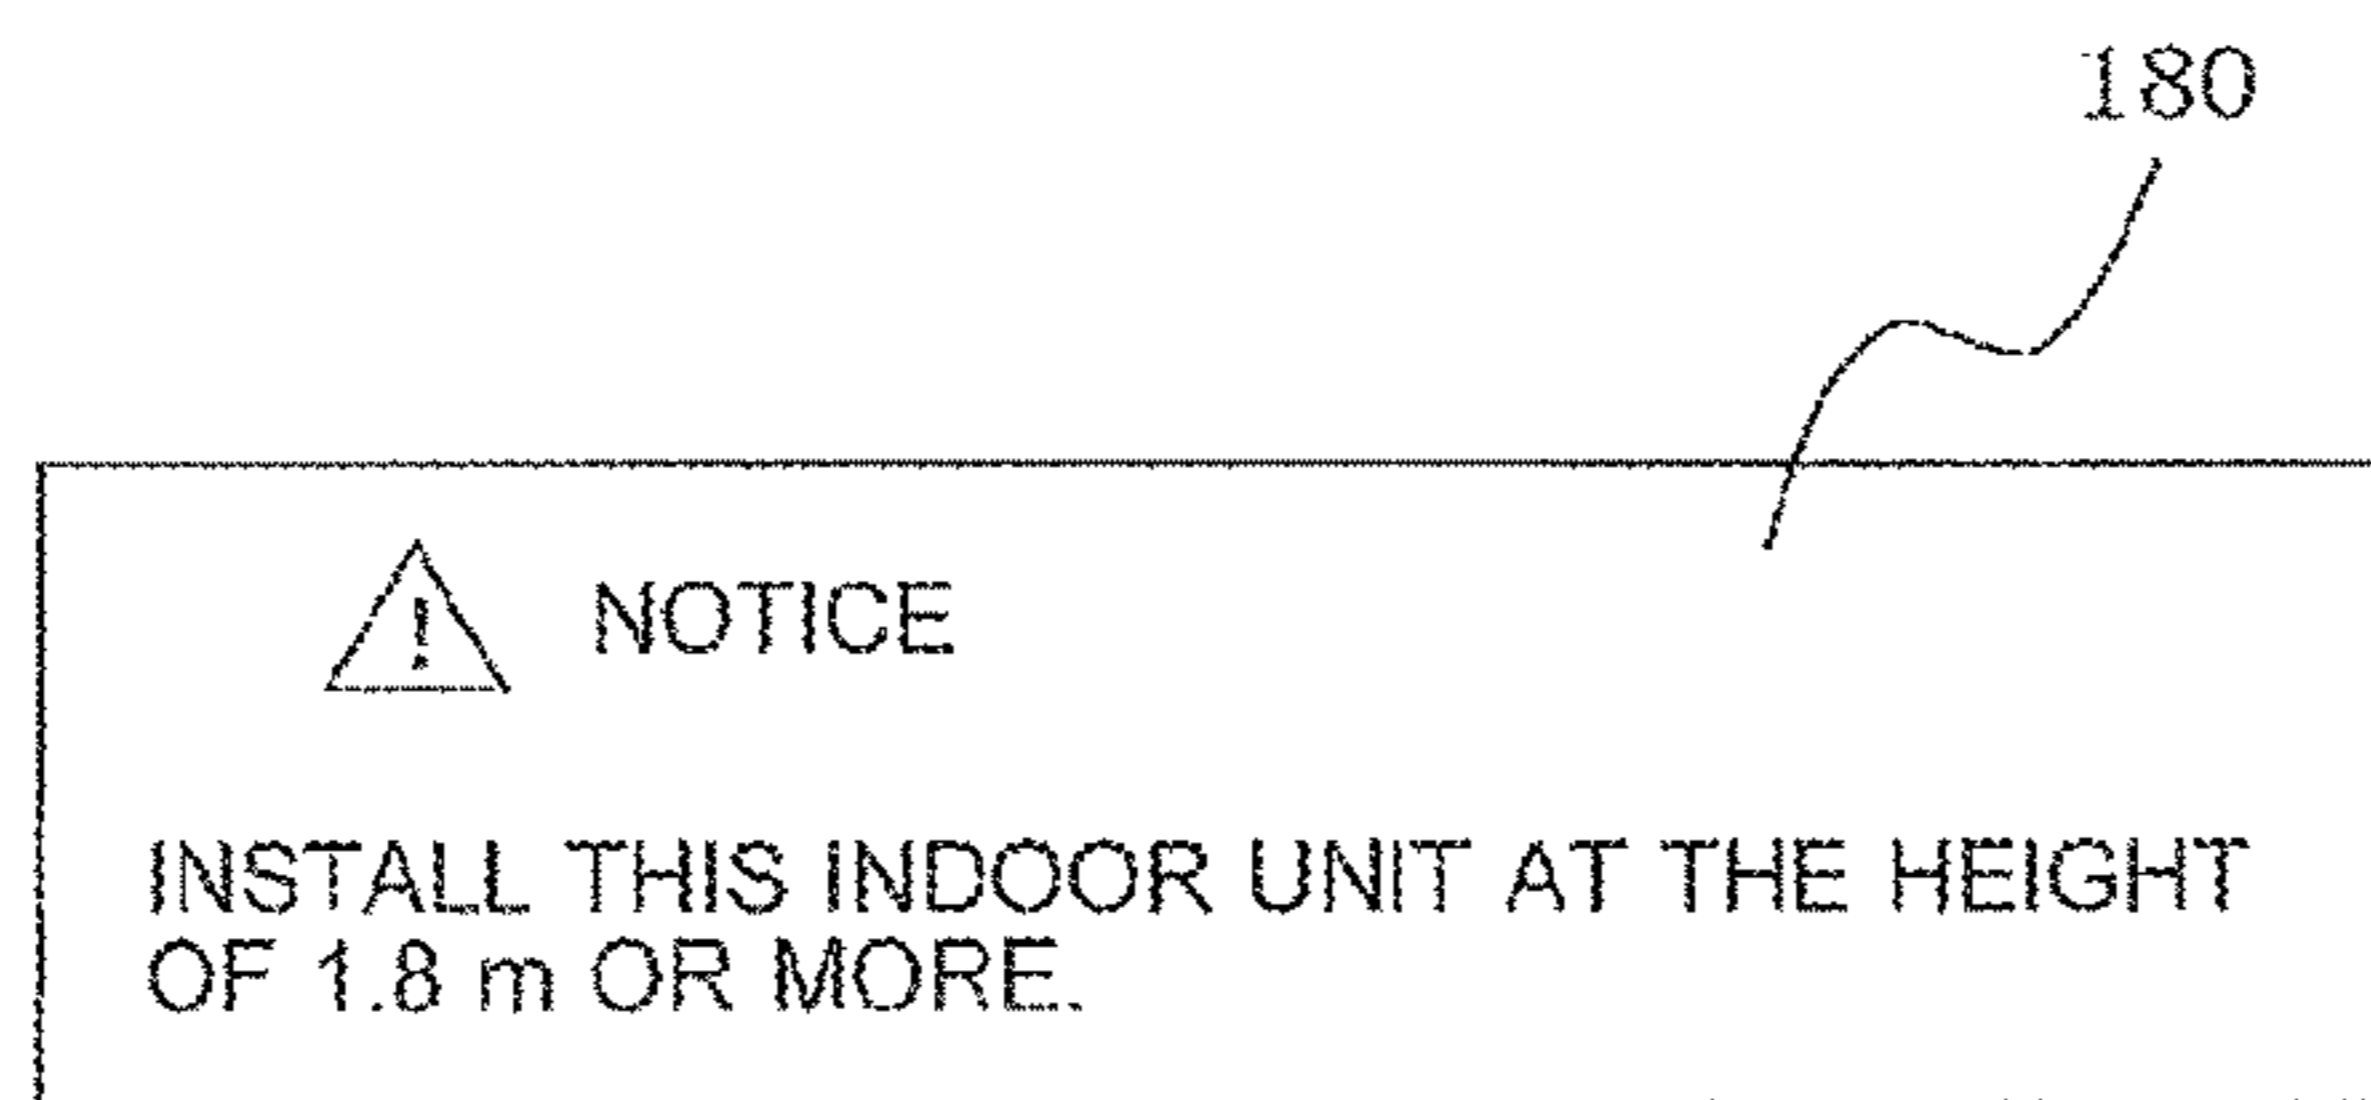 180
! NOTICE
INSTALL THIS INDOOR UNIT AT THE HEIGHT
OF 1.8 m OR MORE.